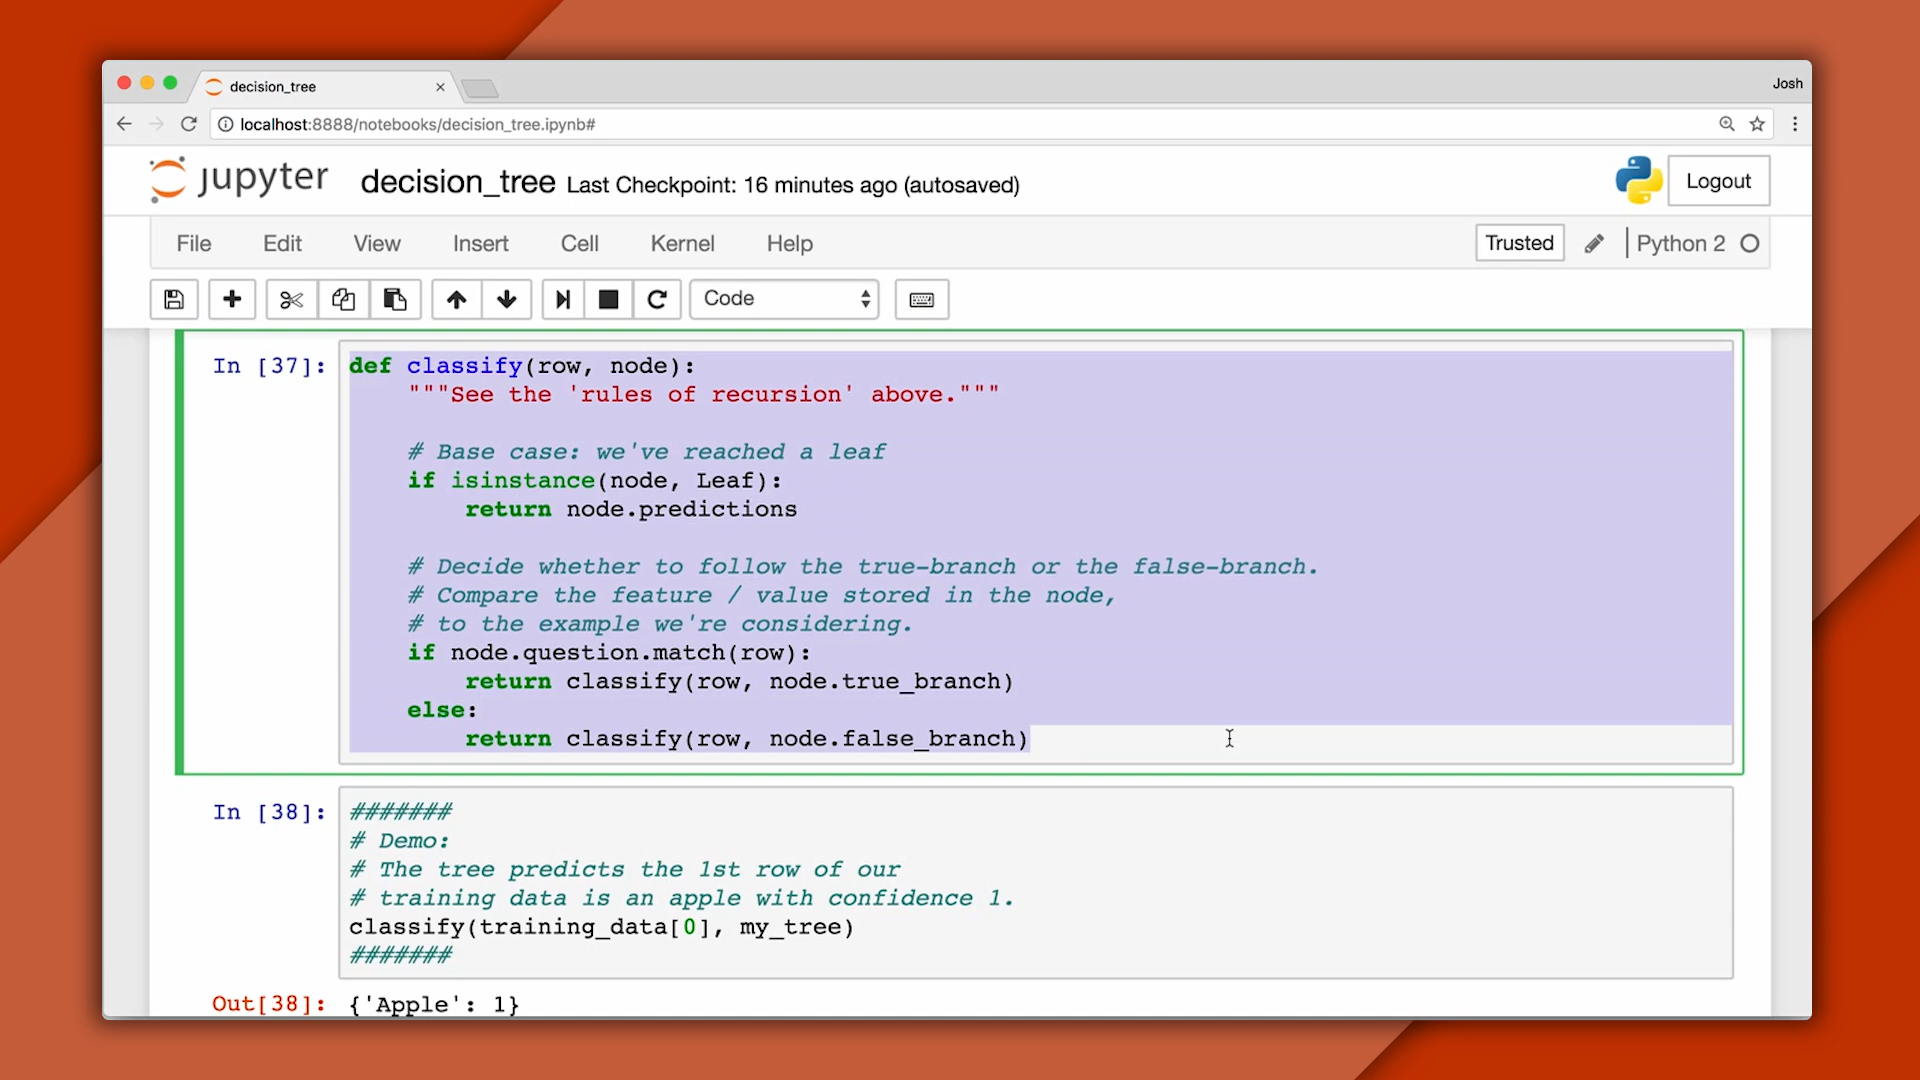 decision_tree
Josh
localhost:8888/notebooks/decision_tree.ipynb#
jupyter decision_tree Last Checkpoint: 16 minutes ago (autosaved)
Logout
File Edit View Insert Cell Kernel Help
Trusted Python 2
Code
In [37]: def classify(row, node):
"""See the 'rules of recursion' above."""
# Base case: we've reached a leaf
if isinstance(node, Leaf):
return node.predictions
# Decide whether to follow the true-branch or the false-branch.
# Compare the feature / value stored in the node,
# to the example we're considering.
if node.question.match(row):
return classify(row, node.true_branch)
else:
return classify(row, node.false_branch)
In [38]: #######
# Demo:
# The tree predicts the 1st row of our
# training data is an apple with confidence 1.
classify(training_data[0], my_tree)
#######
Out[38]: {'Apple': 1}